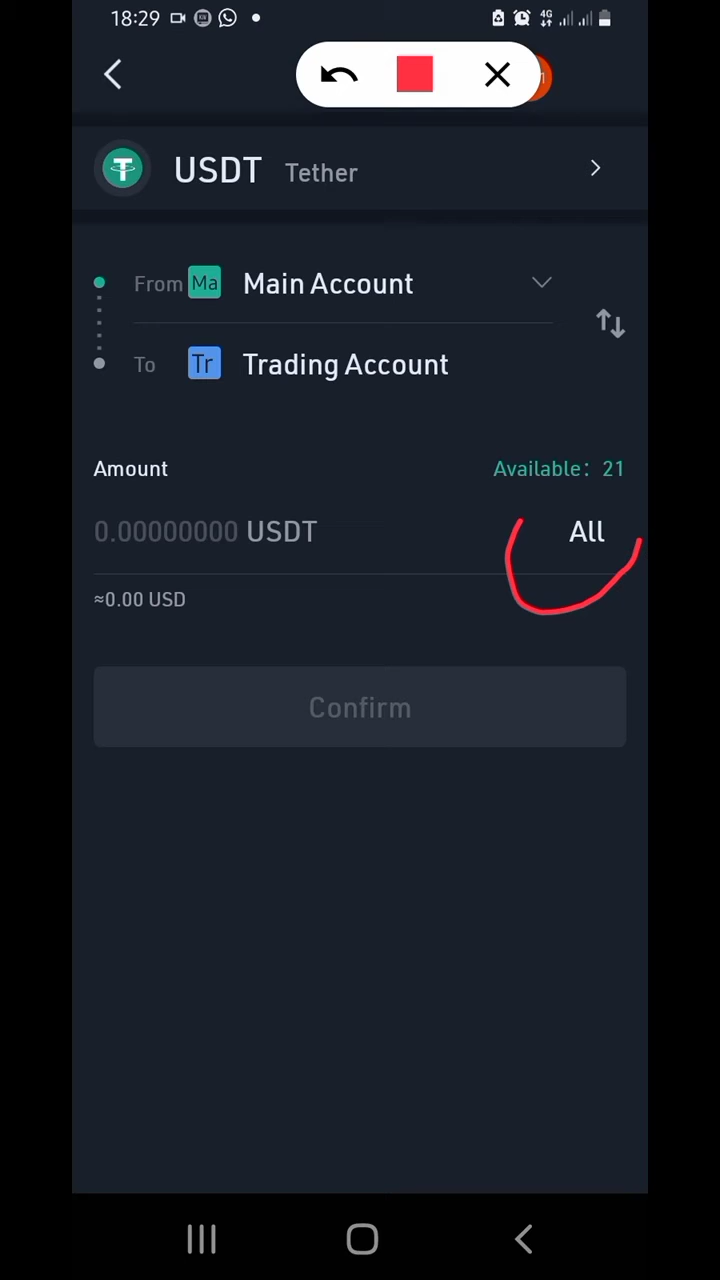 18:29 4G
USDT Tether
From Ma Main Account
To Tr Trading Account
Amount Available: 21
0.00000000 USDT All
≈0.00 USD
Confirm